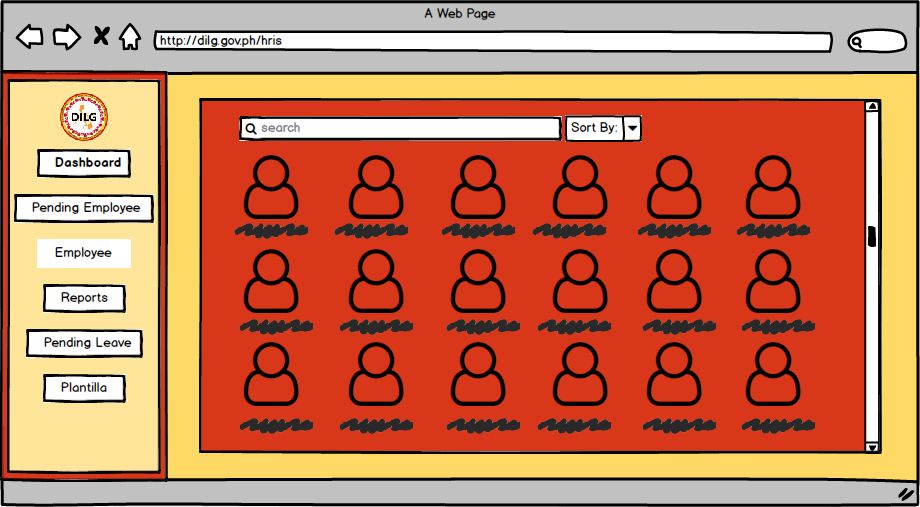 A Web Page
http://dilg.gov.ph/hris
DILG
Dashboard
Pending Employee
Employee
Reports
Pending Leave
Plantilla
search
Sort By: